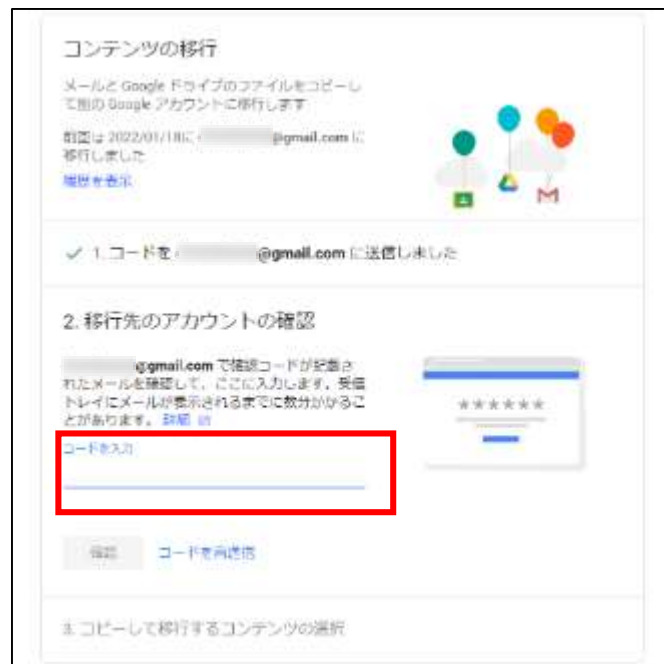 コンテンツの移行
メールと Google ドライブのファイルをコピーし
て別の Google アカウントに移行します
前回は 2022/01/18に @gmail.com に
移行しました
履歴を表示
✓ 1. コードを @gmail.com に送信しました
2. 移行先のアカウントの確認
@gmail.com で確認コードが記載さ
れたメールを確認して、ここに入力します。受信
トレイにメールが表示されるまでに数分かかるこ
とがあります。 詳細
コードを入力
******
確認 コードを再送信
3. コピーして移行するコンテンツの選択